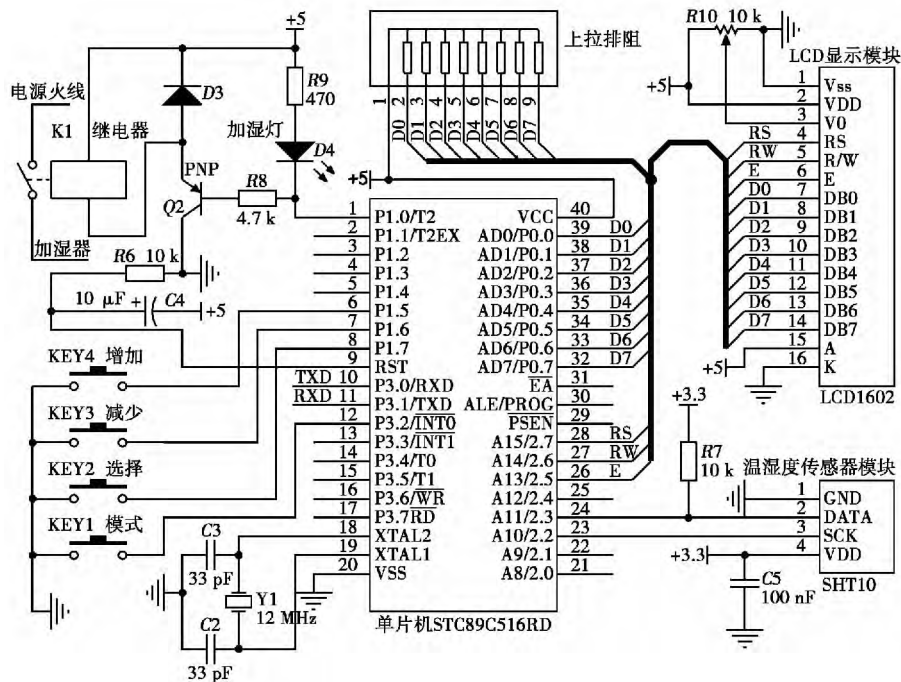 +5
R9
470
D3
加湿灯
D4
电源火线
K1
继电器
PNP
Q2
R8
4.7 k
加湿器
R6 10 k
10 μF +
C4
+5
KEY4 增加
KEY3 减少
KEY2 选择
KEY1 模式
C3
33 pF
Y1
12 MHz
C2
33 pF
上拉排阻
1 2 3 4 5 6 7 8 9
D0 D1 D2 D3 D4 D5 D6 D7
+5
1 P1.0/T2
2 P1.1/T2EX
3 P1.2
4 P1.3
5 P1.4
6 P1.5
7 P1.6
8 P1.7
9 RST
TXD 10 P3.0/RXD
RXD 11 P3.1/TXD
12 P3.2/INT0
13 P3.3/INT1
14 P3.4/T0
15 P3.5/T1
16 P3.6/WR
17 P3.7RD
18 XTAL2
19 XTAL1
20 VSS
VCC 40
AD0/P0.0 39 D0
AD1/P0.1 38 D1
AD2/P0.2 37 D2
AD3/P0.3 36 D3
AD4/P0.4 35 D4
AD5/P0.5 34 D5
AD6/P0.6 33 D6
AD7/P0.7 32 D7
EA 31
ALE/PROG 30
PSEN 29
A15/2.7 28 RS
A14/2.6 27 RW
A13/2.5 26 E
A12/2.4 25
A11/2.3 24
A10/2.2 23
A9/2.1 22
A8/2.0 21
单片机STC89C516RD
R10 10 k
LCD显示模块
+5
1 Vss
2 VDD
3 V0
RS 4 RS
RW 5 R/W
E 6 E
D0 7 DB0
D1 8 DB1
D2 9 DB2
D3 10 DB3
D4 11 DB4
D5 12 DB5
D6 13 DB6
D7 14 DB7
+5 15 A
16 K
LCD1602
+3.3
R7
10 k
温湿度传感器模块
1 GND
2 DATA
3 SCK
+3.3 4 VDD
C5
100 nF
SHT10